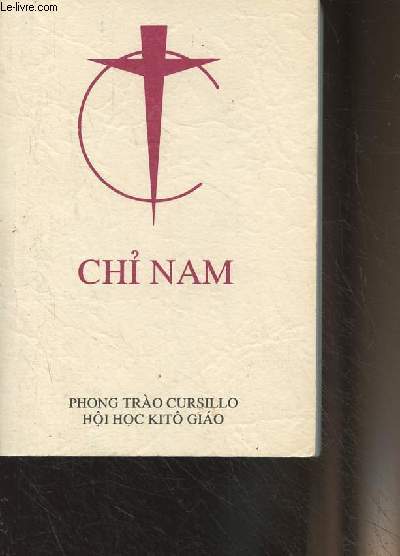 Le-livre.com
CHỈ NAM
PHONG TRÀO CURSILLO
HỘI HỌC KITÔ GIÁO